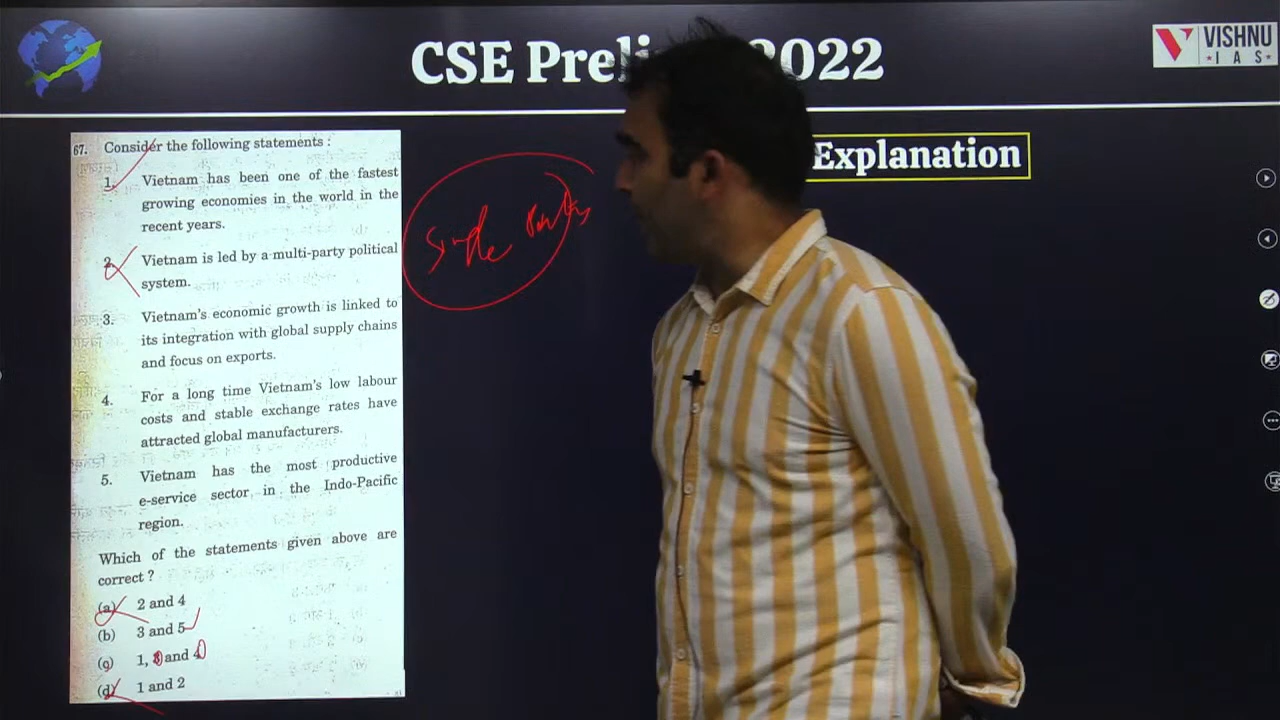 CSE Preli 2022
VISHNU
IAS
Explanation
67. Consider the following statements :
1. Vietnam has been one of the fastest
growing economies in the world in the
recent years.
2. Vietnam is led by a multi-party political
system.
3. Vietnam's economic growth is linked to
its integration with global supply chains
and focus on exports.
4. For a long time Vietnam's low labour
costs and stable exchange rates have
attracted global manufacturers.
5. Vietnam has the most productive
e-service sector in the Indo-Pacific
region.
Which of the statements given above are
correct ?
(a) 2 and 4
(b) 3 and 5
(c) 1, 3 and 4
(d) 1 and 2
Single Party